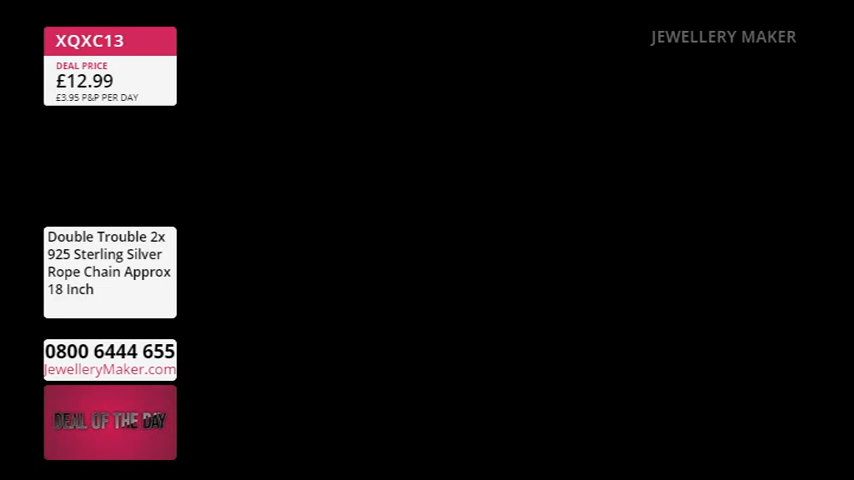 XQXC13
DEAL PRICE
£12.99
£3.95 P&P PER DAY
JEWELLERY MAKER
Double Trouble 2x
925 Sterling Silver
Rope Chain Approx
18 Inch
0800 6444 655
JewelleryMaker.com
DEAL OF THE DAY